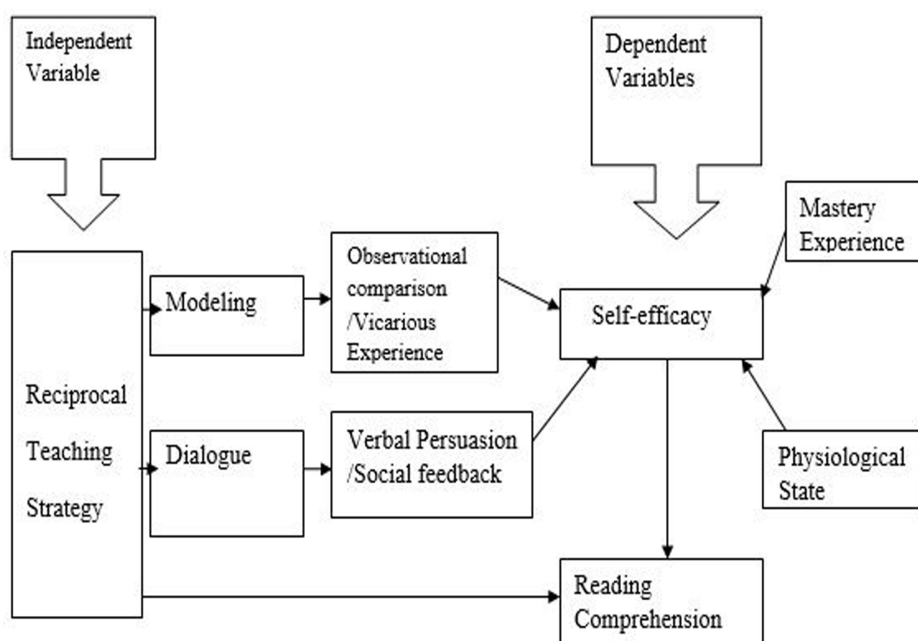 Independent
Variable
Dependent
Variables
Mastery
Experience
Observational
comparison
/Vicarious
Experience
Modeling
Self-efficacy
Reciprocal
Teaching
Strategy
Dialogue
Verbal Persuasion
/Social feedback
Physiological
State
Reading
Comprehension